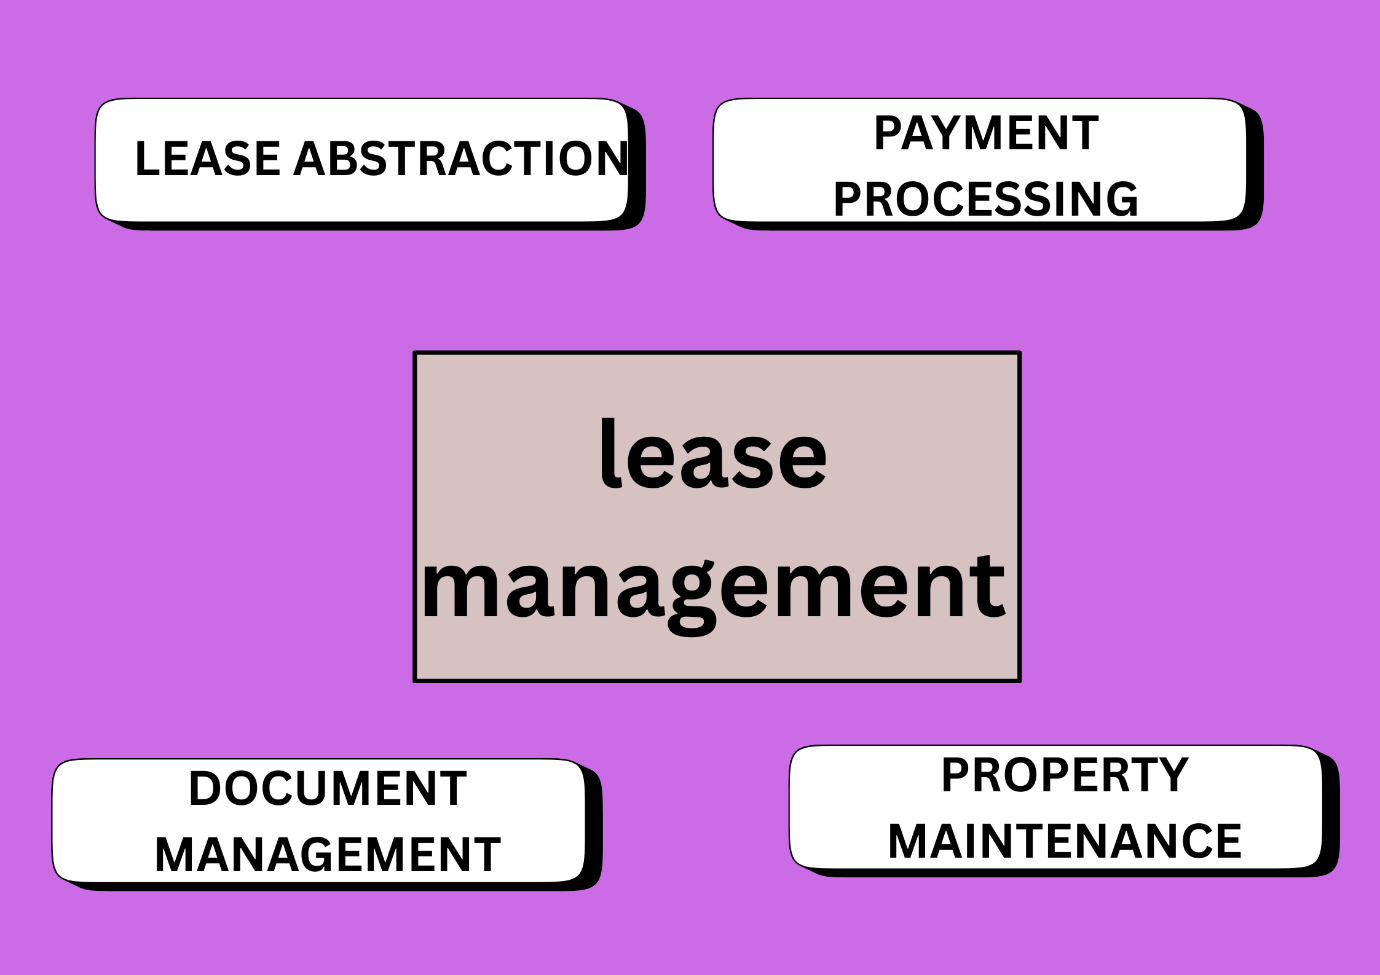 LEASE ABSTRACTION
PAYMENT
PROCESSING
lease
management
DOCUMENT
MANAGEMENT
PROPERTY
MAINTENANCE